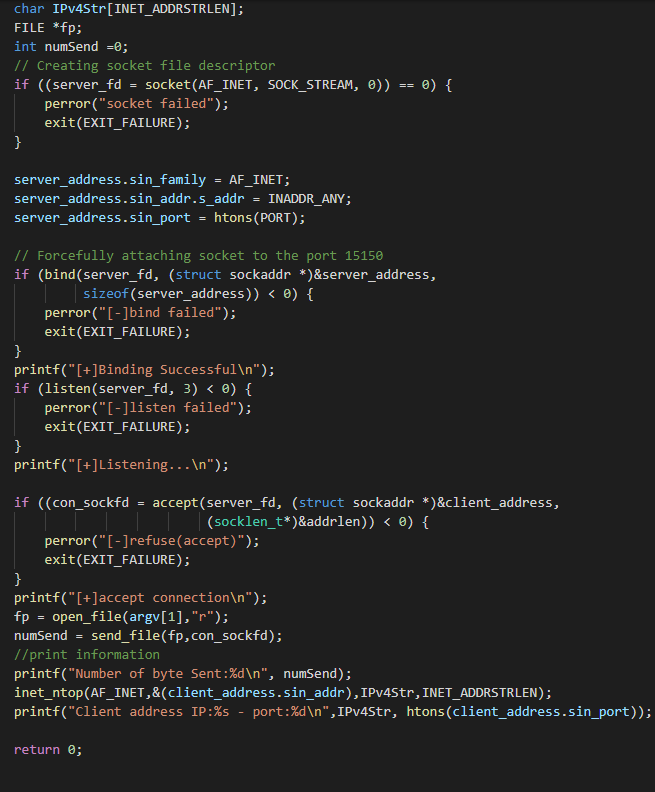 char IPv4Str[INET_ADDRSTRLEN];
FILE *fp;
int numSend =0;
// Creating socket file descriptor
if ((server_fd = socket(AF_INET, SOCK_STREAM, 0)) == 0) {
    perror("socket failed");
    exit(EXIT_FAILURE);
}

server_address.sin_family = AF_INET;
server_address.sin_addr.s_addr = INADDR_ANY;
server_address.sin_port = htons(PORT);

// Forcefully attaching socket to the port 15150
if (bind(server_fd, (struct sockaddr *)&server_address,
         sizeof(server_address)) < 0) {
    perror("[-]bind failed");
    exit(EXIT_FAILURE);
}
printf("[+]Binding Successful\n");
if (listen(server_fd, 3) < 0) {
    perror("[-]listen failed");
    exit(EXIT_FAILURE);
}
printf("[+]Listening...\n");

if ((con_sockfd = accept(server_fd, (struct sockaddr *)&client_address,
                         (socklen_t*)&addrlen)) < 0) {
    perror("[-]refuse(accept)");
    exit(EXIT_FAILURE);
}
printf("[+]accept connection\n");
fp = open_file(argv[1],"r");
numSend = send_file(fp,con_sockfd);
//print information
printf("Number of byte Sent:%d\n", numSend);
inet_ntop(AF_INET,&(client_address.sin_addr),IPv4Str,INET_ADDRSTRLEN);
printf("Client address IP:%s - port:%d\n",IPv4Str, htons(client_address.sin_port));

return 0;